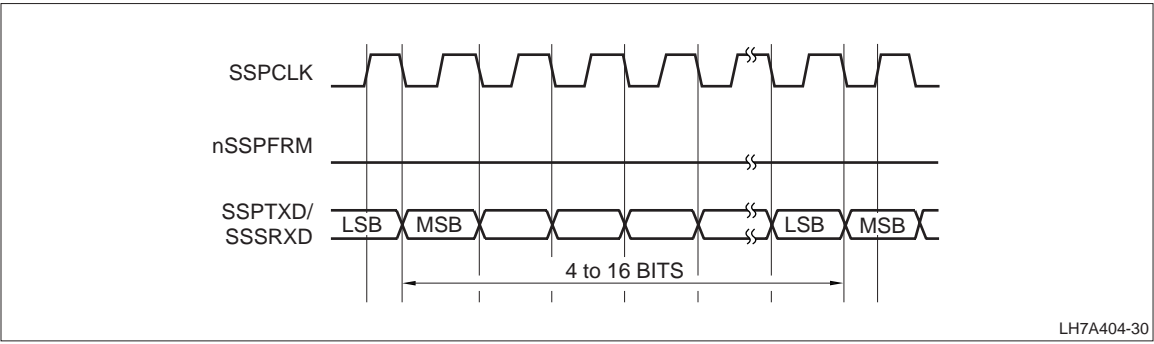 SSPCLK
nSSPFRM
SSPTXD/
SSSRXD
LSB MSB LSB MSB
4 to 16 BITS
LH7A404-30